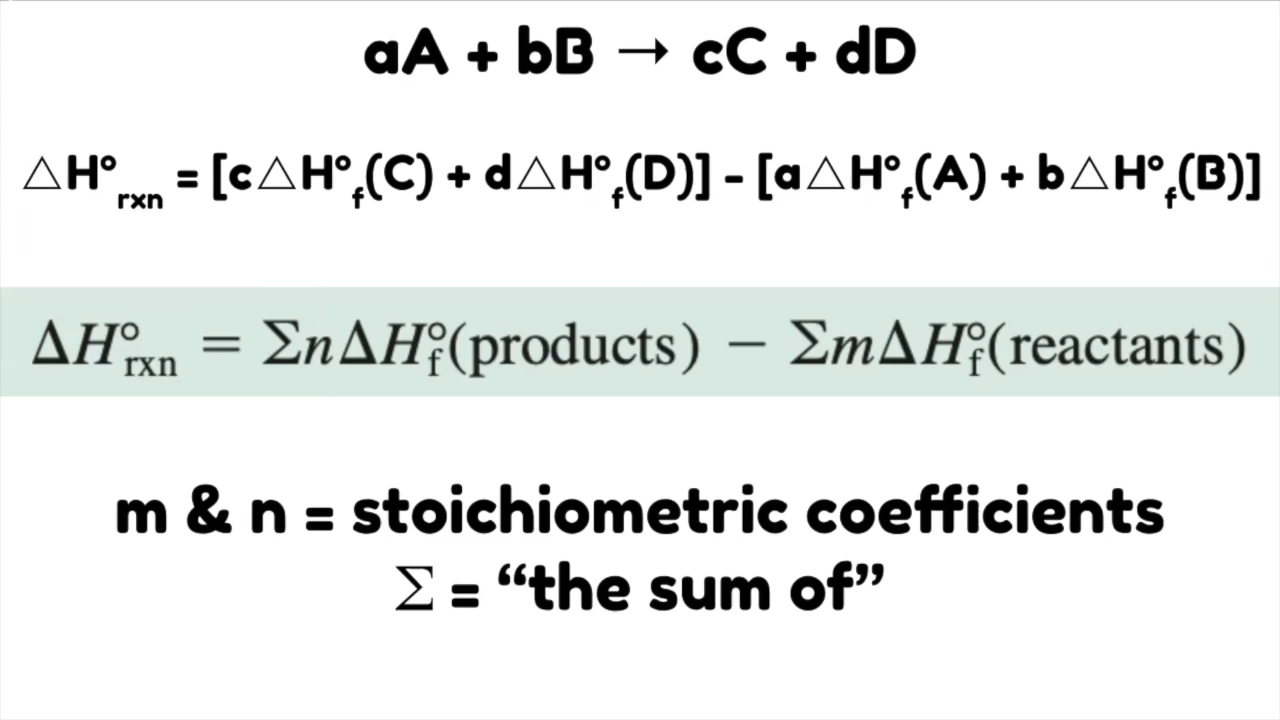 aA + bB → cC + dD
△H°rxn = [c△H°f(C) + d△H°f(D)] - [a△H°f(A) + b△H°f(B)]
ΔH°rxn = ΣnΔH°f(products) − ΣmΔH°f(reactants)
m & n = stoichiometric coefficients
Σ = “the sum of”